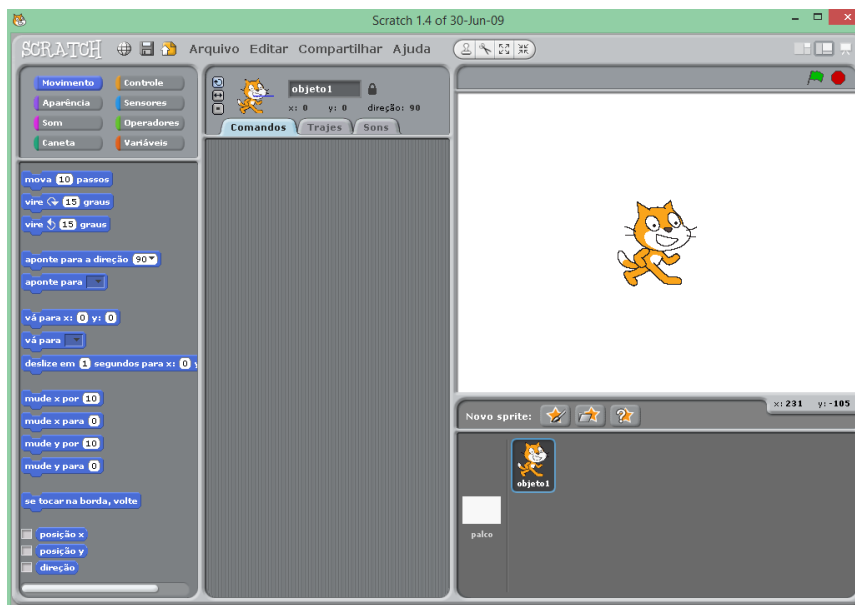 Scratch 1.4 of 30-Jun-09
SCRATCH Arquivo Editar Compartilhar Ajuda
Movimento Controle
Aparência Sensores
Som Operadores
Caneta Variáveis
mova 10 passos
vire 15 graus
vire 15 graus
aponte para a direção 90
aponte para
vá para x: 0 y: 0
vá para
deslize em 1 segundos para x: 0 y
mude x por 10
mude x para 0
mude y por 10
mude y para 0
se tocar na borda, volte
posição x
posição y
direção
objeto1
x: 0 y: 0 direção: 90
Comandos Trajes Sons
x: 231 y: -105
Novo sprite:
objeto1
palco